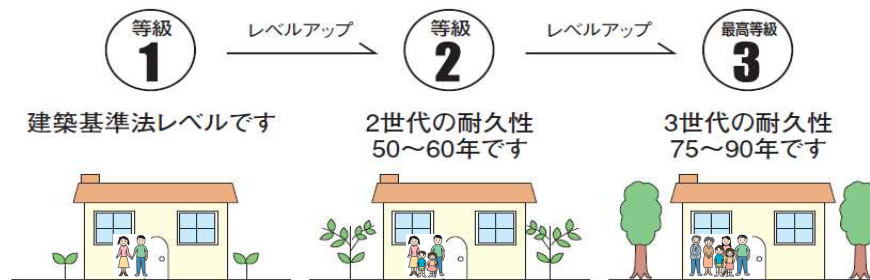 等級
1
レベルアップ
等級
2
レベルアップ
最高等級
3
建築基準法レベルです
2世代の耐久性
50～60年です
3世代の耐久性
75～90年です